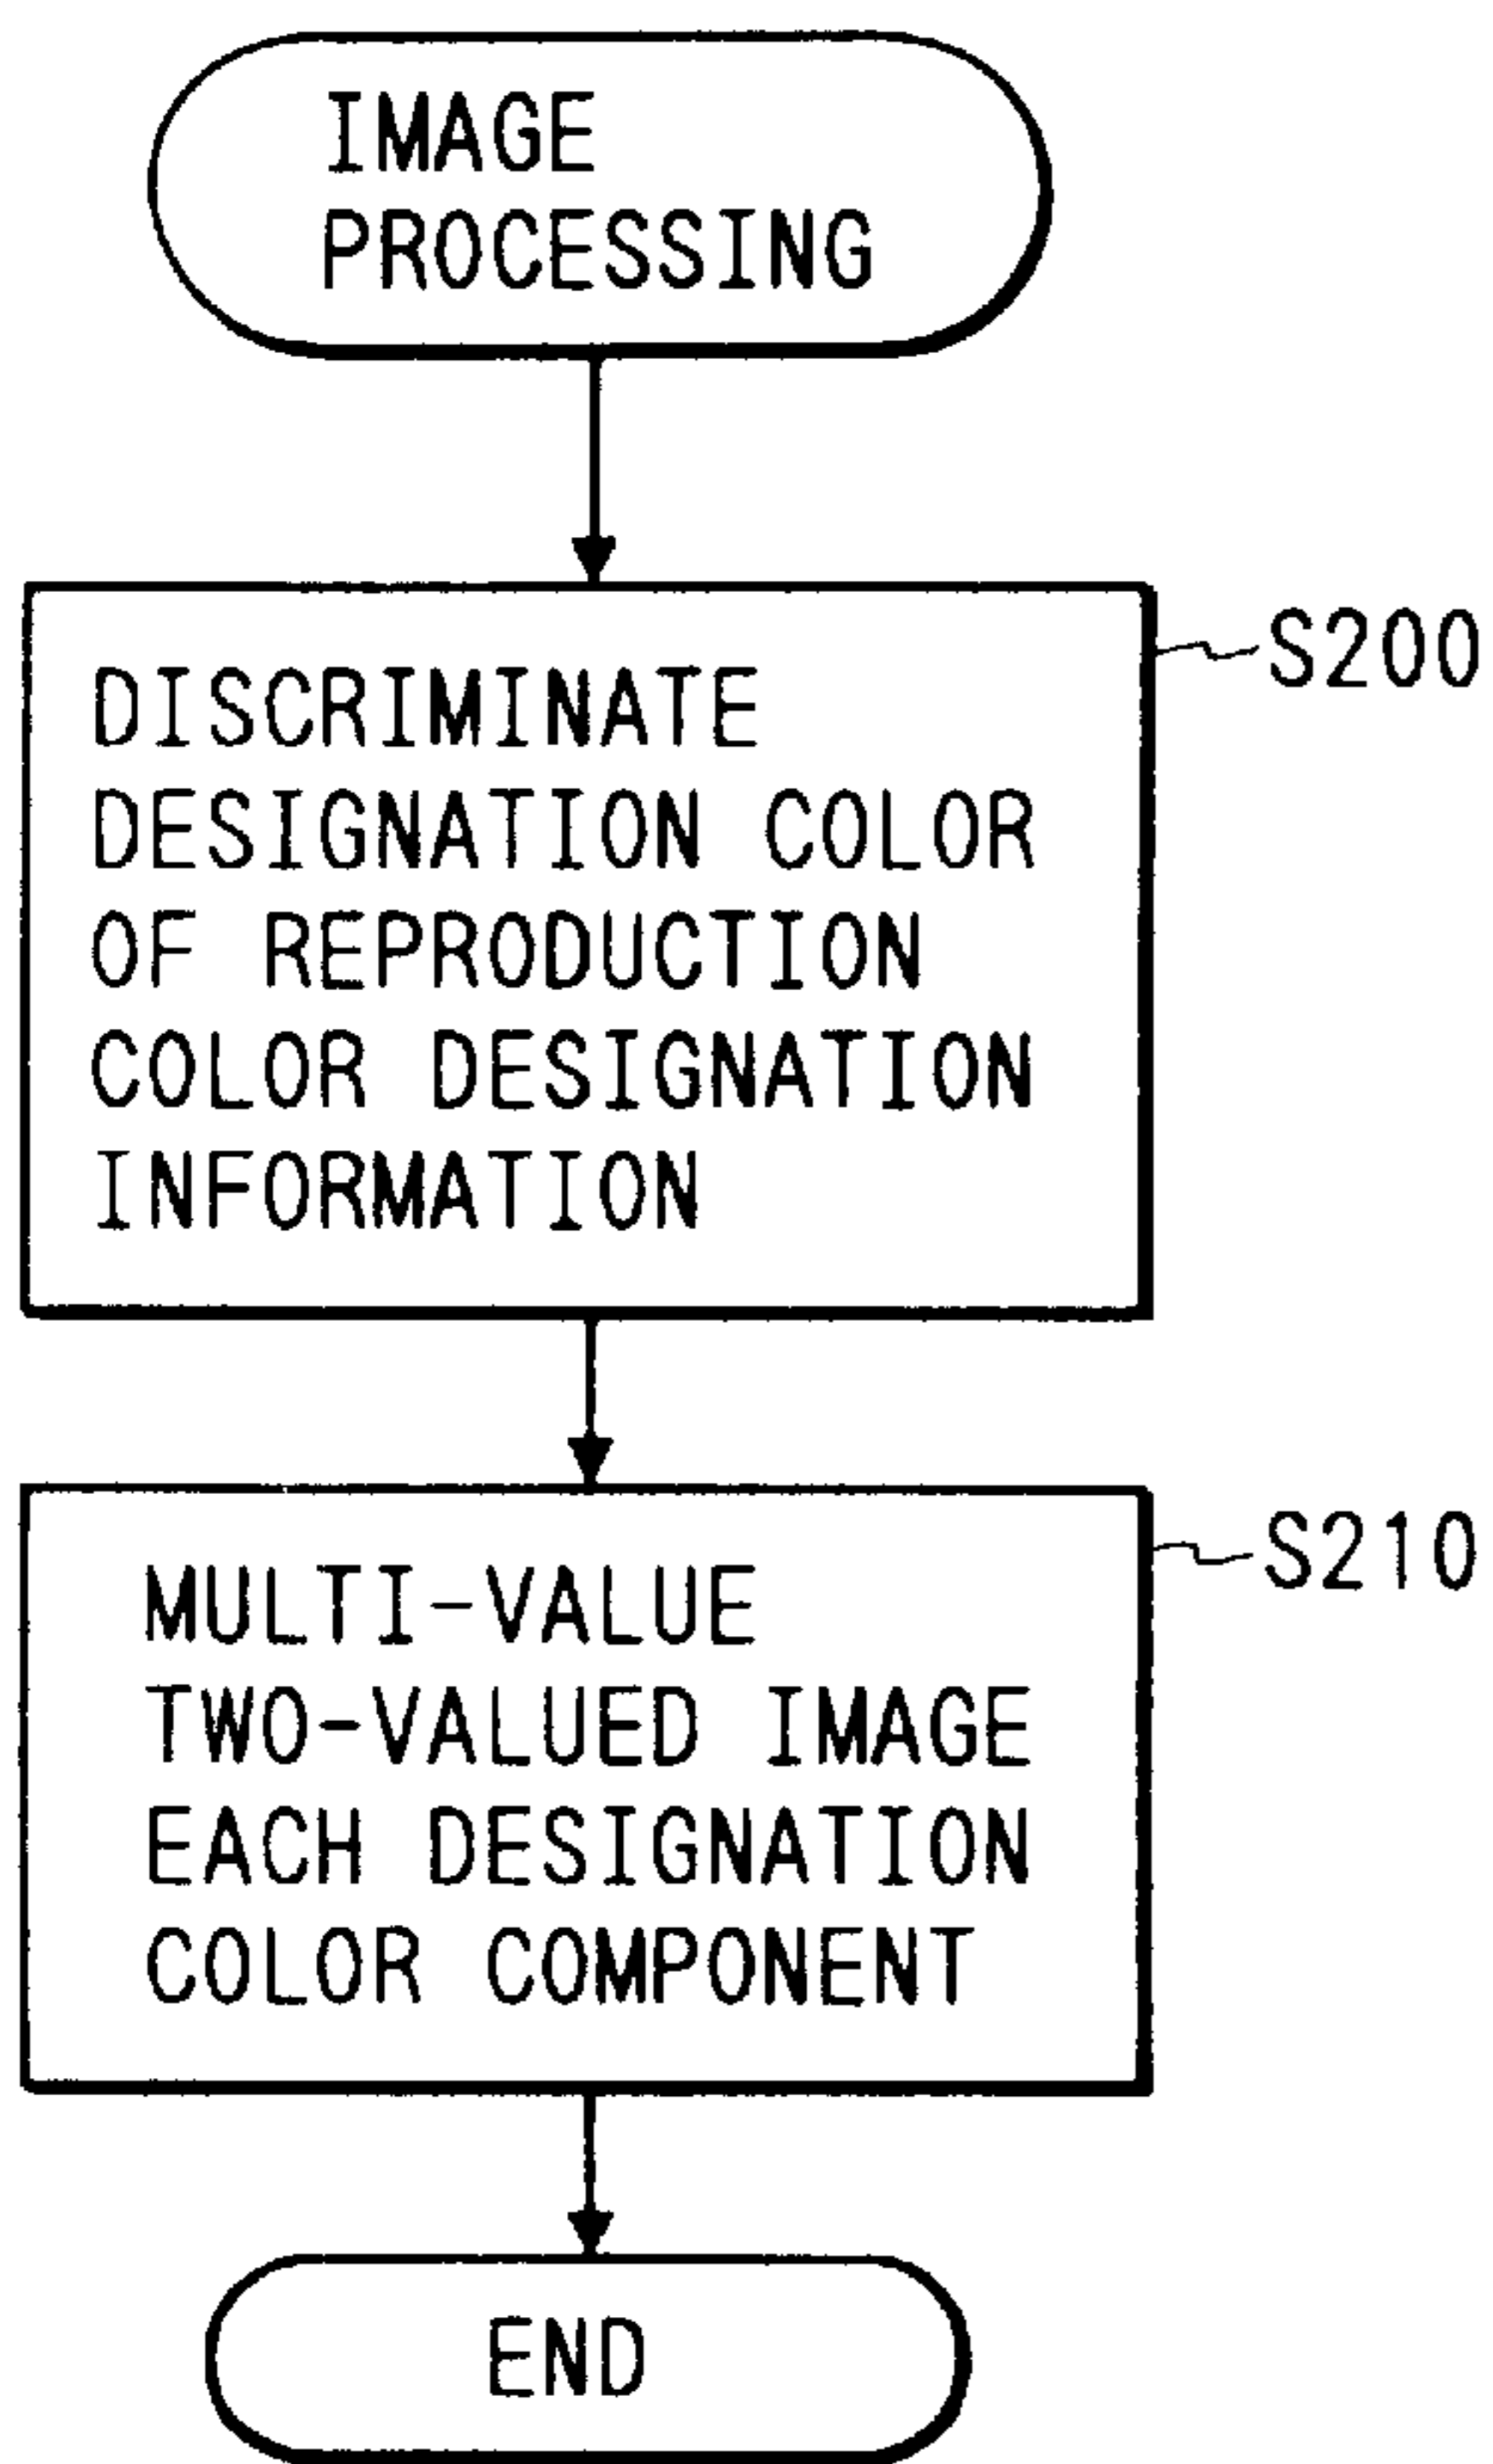 IMAGE
PROCESSING
S200
DISCRIMINATE
DESIGNATION COLOR
OF REPRODUCTION
COLOR DESIGNATION
INFORMATION
S210
MULTI-VALUE
TWO-VALUED IMAGE
EACH DESIGNATION
COLOR COMPONENT
END